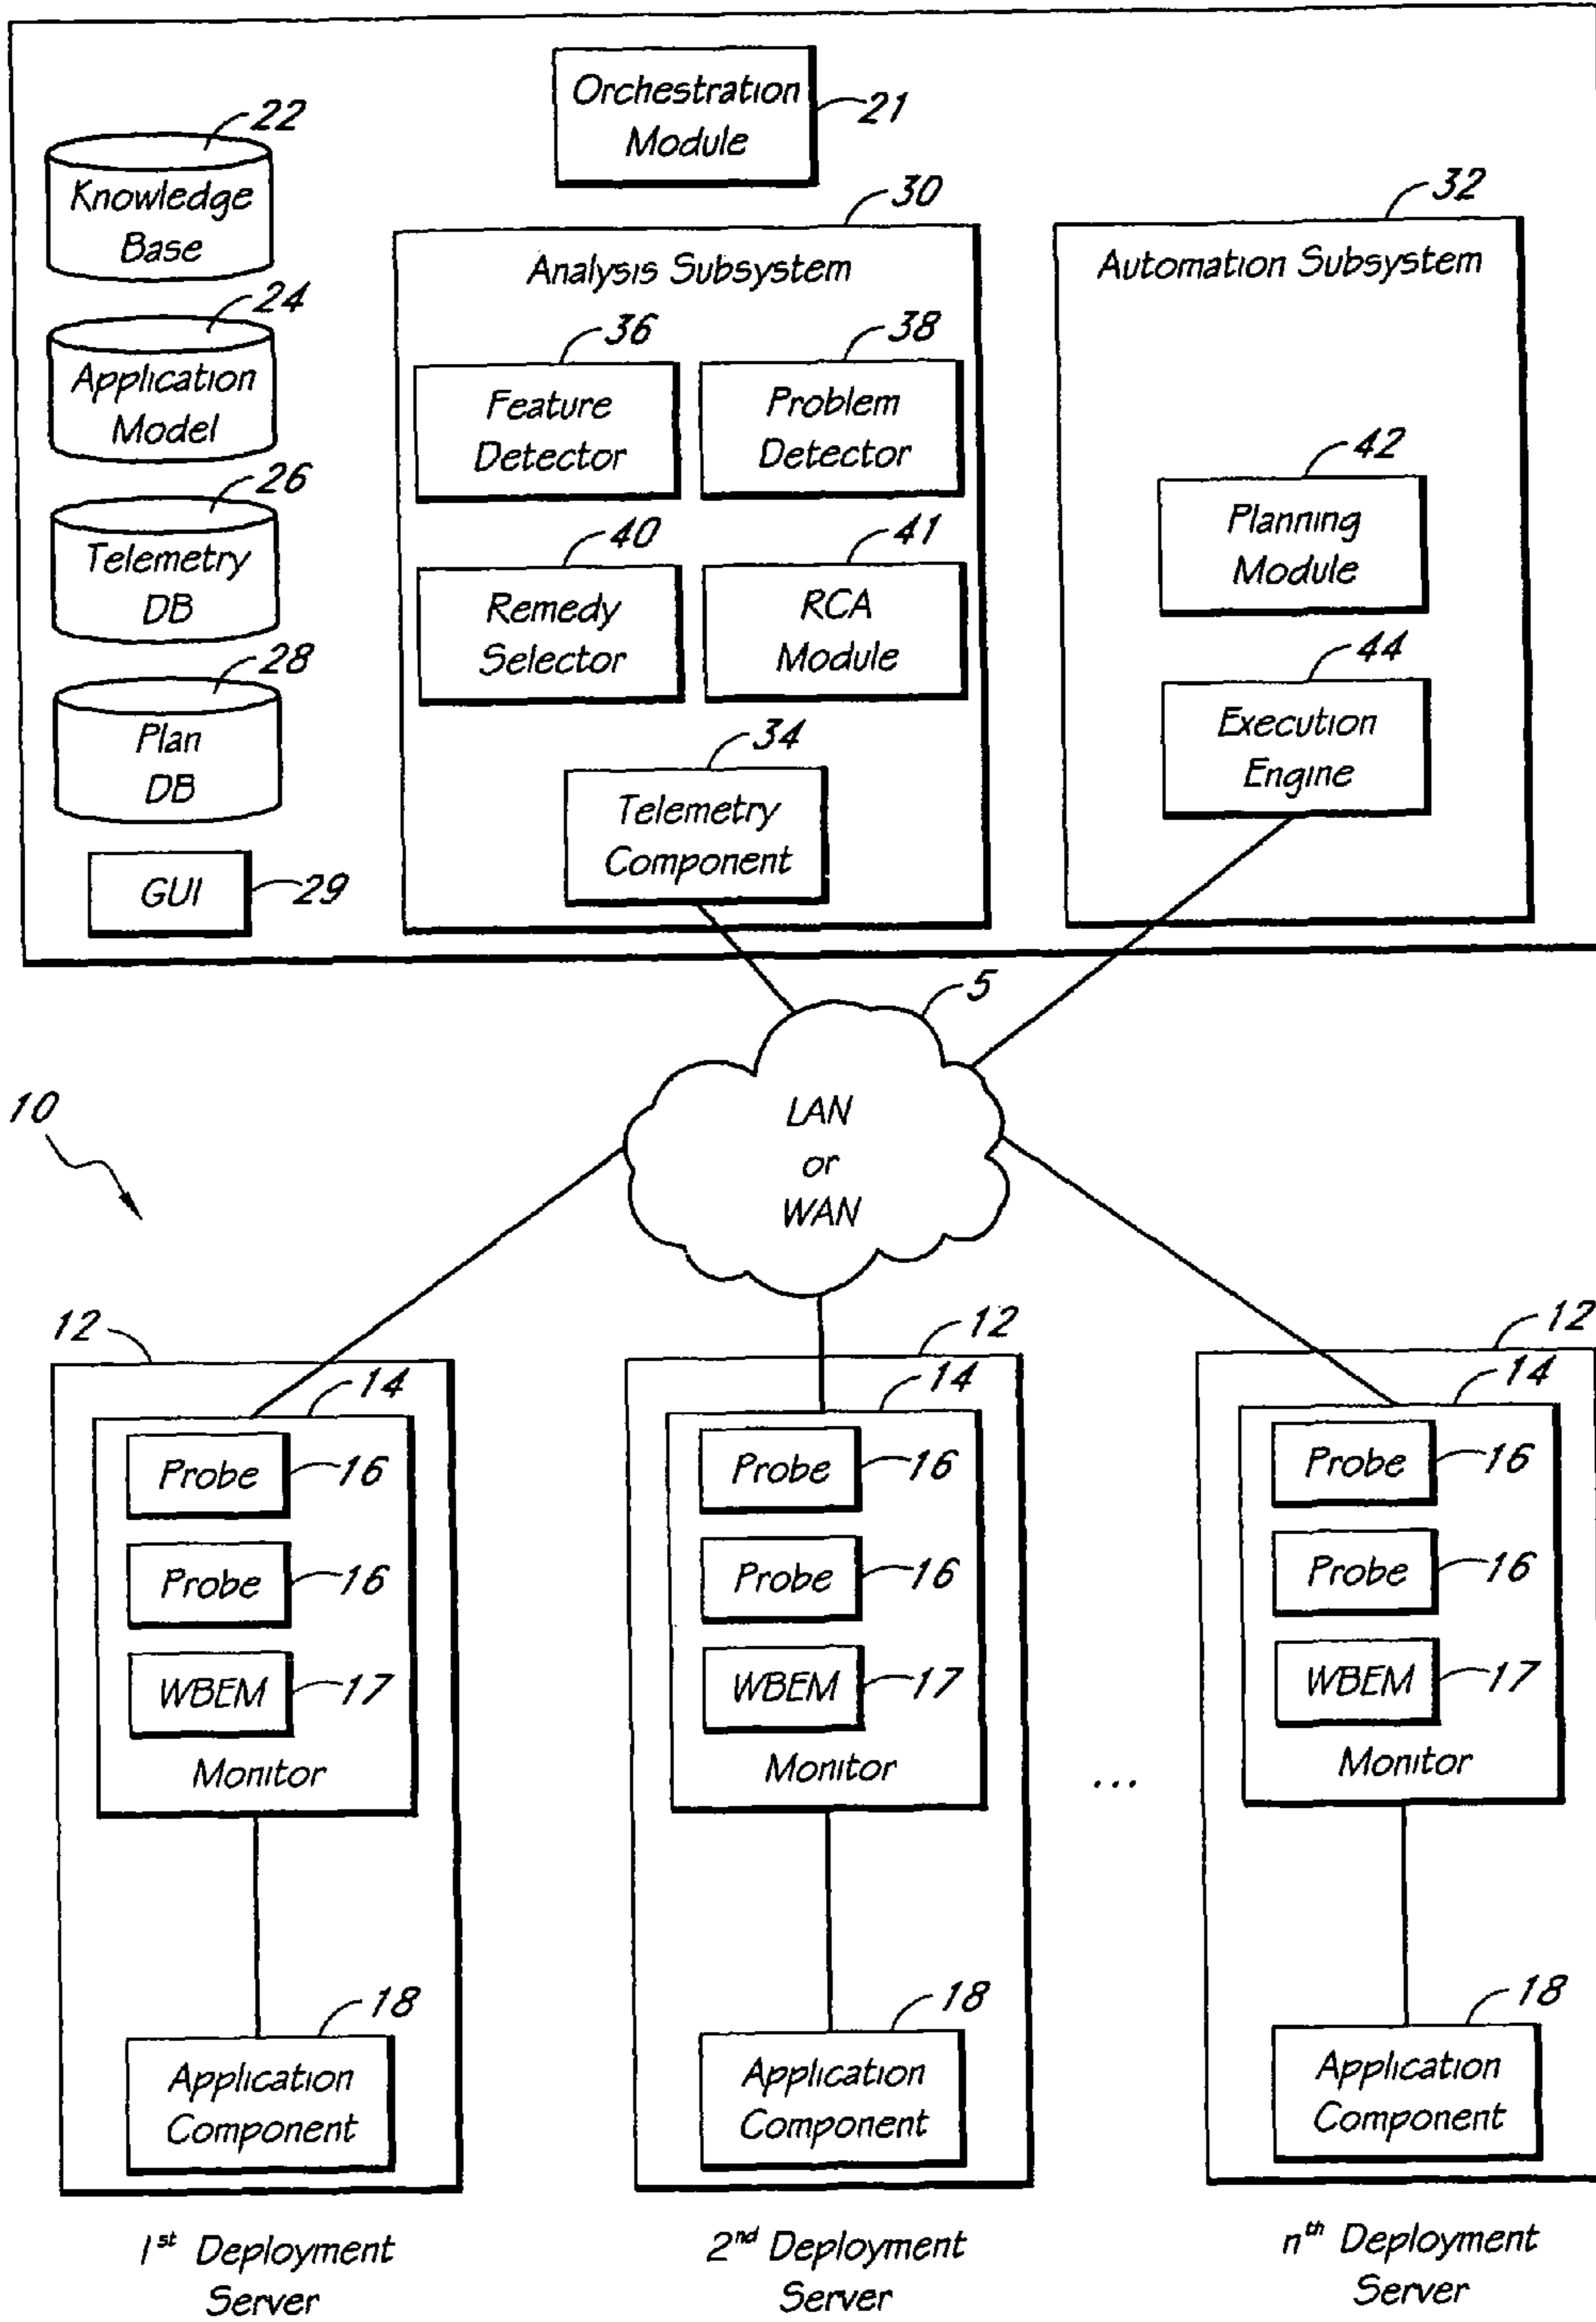 Orchestration
Module
21
22
Knowledge
Base
24
Application
Model
26
Telemetry
DB
28
Plan
DB
GUI
29
30
Analysis Subsystem
36
Feature
Detector
38
Problem
Detector
40
Remedy
Selector
41
RCA
Module
34
Telemetry
Component
32
Automation Subsystem
42
Planning
Module
44
Execution
Engine
5
LAN
or
WAN
10
12
14
Probe
16
Probe
16
WBEM
17
Monitor
18
Application
Component
1st Deployment
Server
12
14
Probe
16
Probe
16
WBEM
17
Monitor
18
Application
Component
2nd Deployment
Server
...
12
14
Probe
16
Probe
16
WBEM
17
Monitor
18
Application
Component
nth Deployment
Server